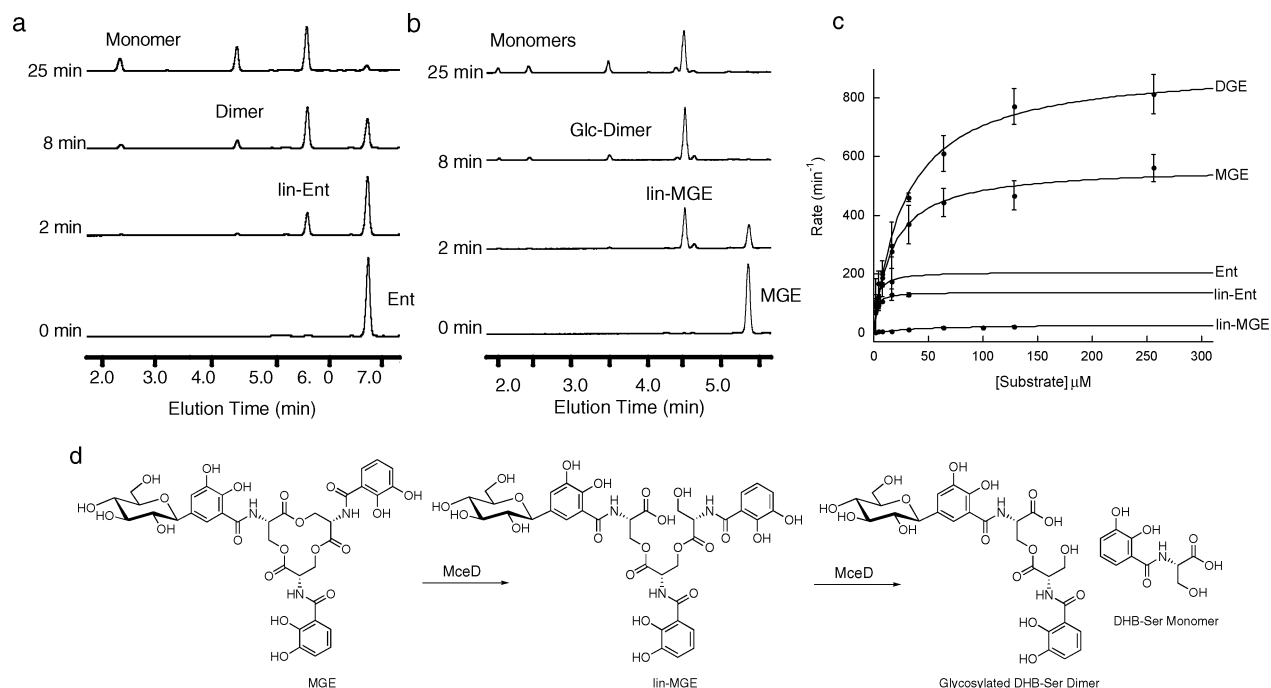 a
Monomer
25 min
Dimer
8 min
lin-Ent
2 min
Ent
0 min
2.0 3.0 4.0 5.0 6. 0 7.0
Elution Time (min)
b
Monomers
25 min
Glc-Dimer
8 min
lin-MGE
2 min
MGE
0 min
2.0 3.0 4.0 5.0
Elution Time (min)
c
Rate (min-1)
800
600
400
200
0
0 50 100 150 200 250 300
[Substrate] µM
DGE
MGE
Ent
lin-Ent
lin-MGE
d
MceD
MceD
MGE
lin-MGE
Glycosylated DHB-Ser Dimer
DHB-Ser Monomer